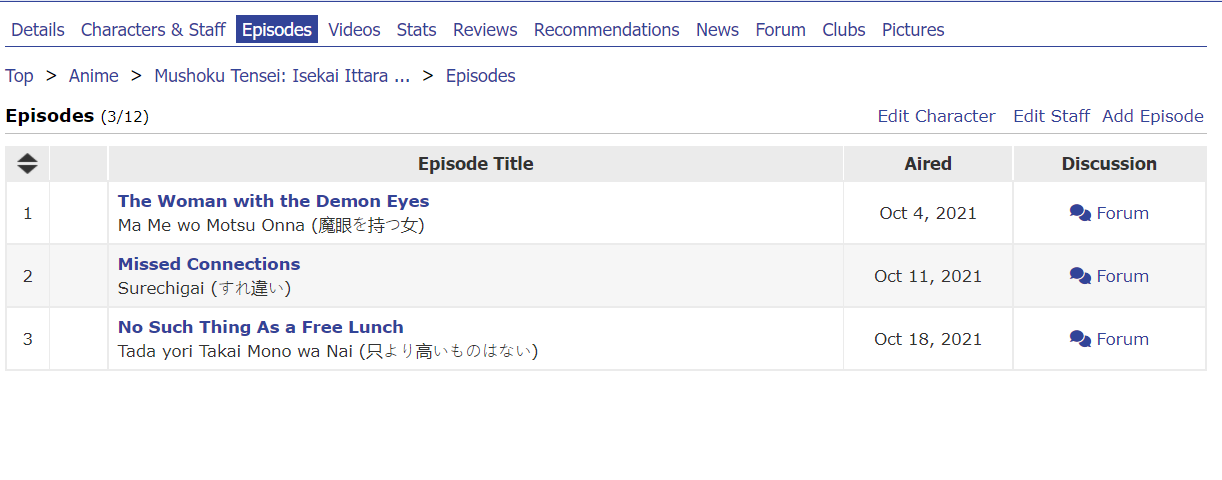 Details Characters & Staff Episodes Videos Stats Reviews Recommendations News Forum Clubs Pictures
Top > Anime > Mushoku Tensei: Isekai Ittara ... > Episodes
Episodes (3/12) Edit Character Edit Staff Add Episode
Episode Title Aired Discussion
The Woman with the Demon Eyes
1 Ma Me wo Motsu Onna (魔眼を持つ女) Oct 4, 2021 Forum
Missed Connections
2 Surechigai (すれ違い) Oct 11, 2021 Forum
No Such Thing As a Free Lunch
3 Tada yori Takai Mono wa Nai (只より高いものはない) Oct 18, 2021 Forum